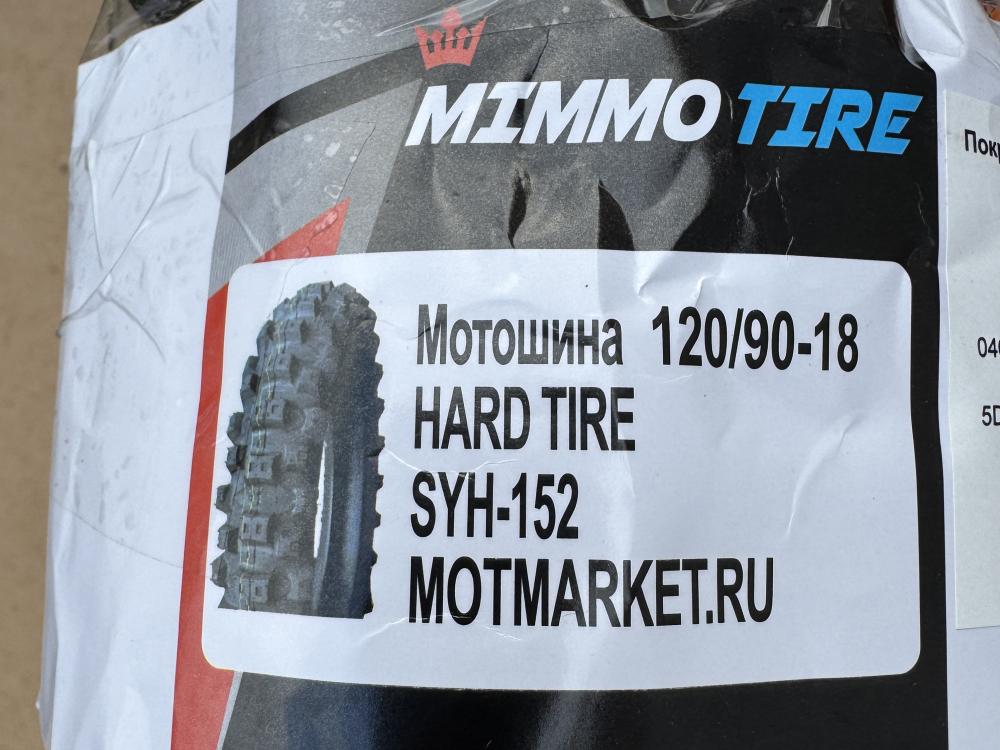 MIMMO TIRE
Мотошина 120/90-18
HARD TIRE
SYH-152
MOTMARKET.RU